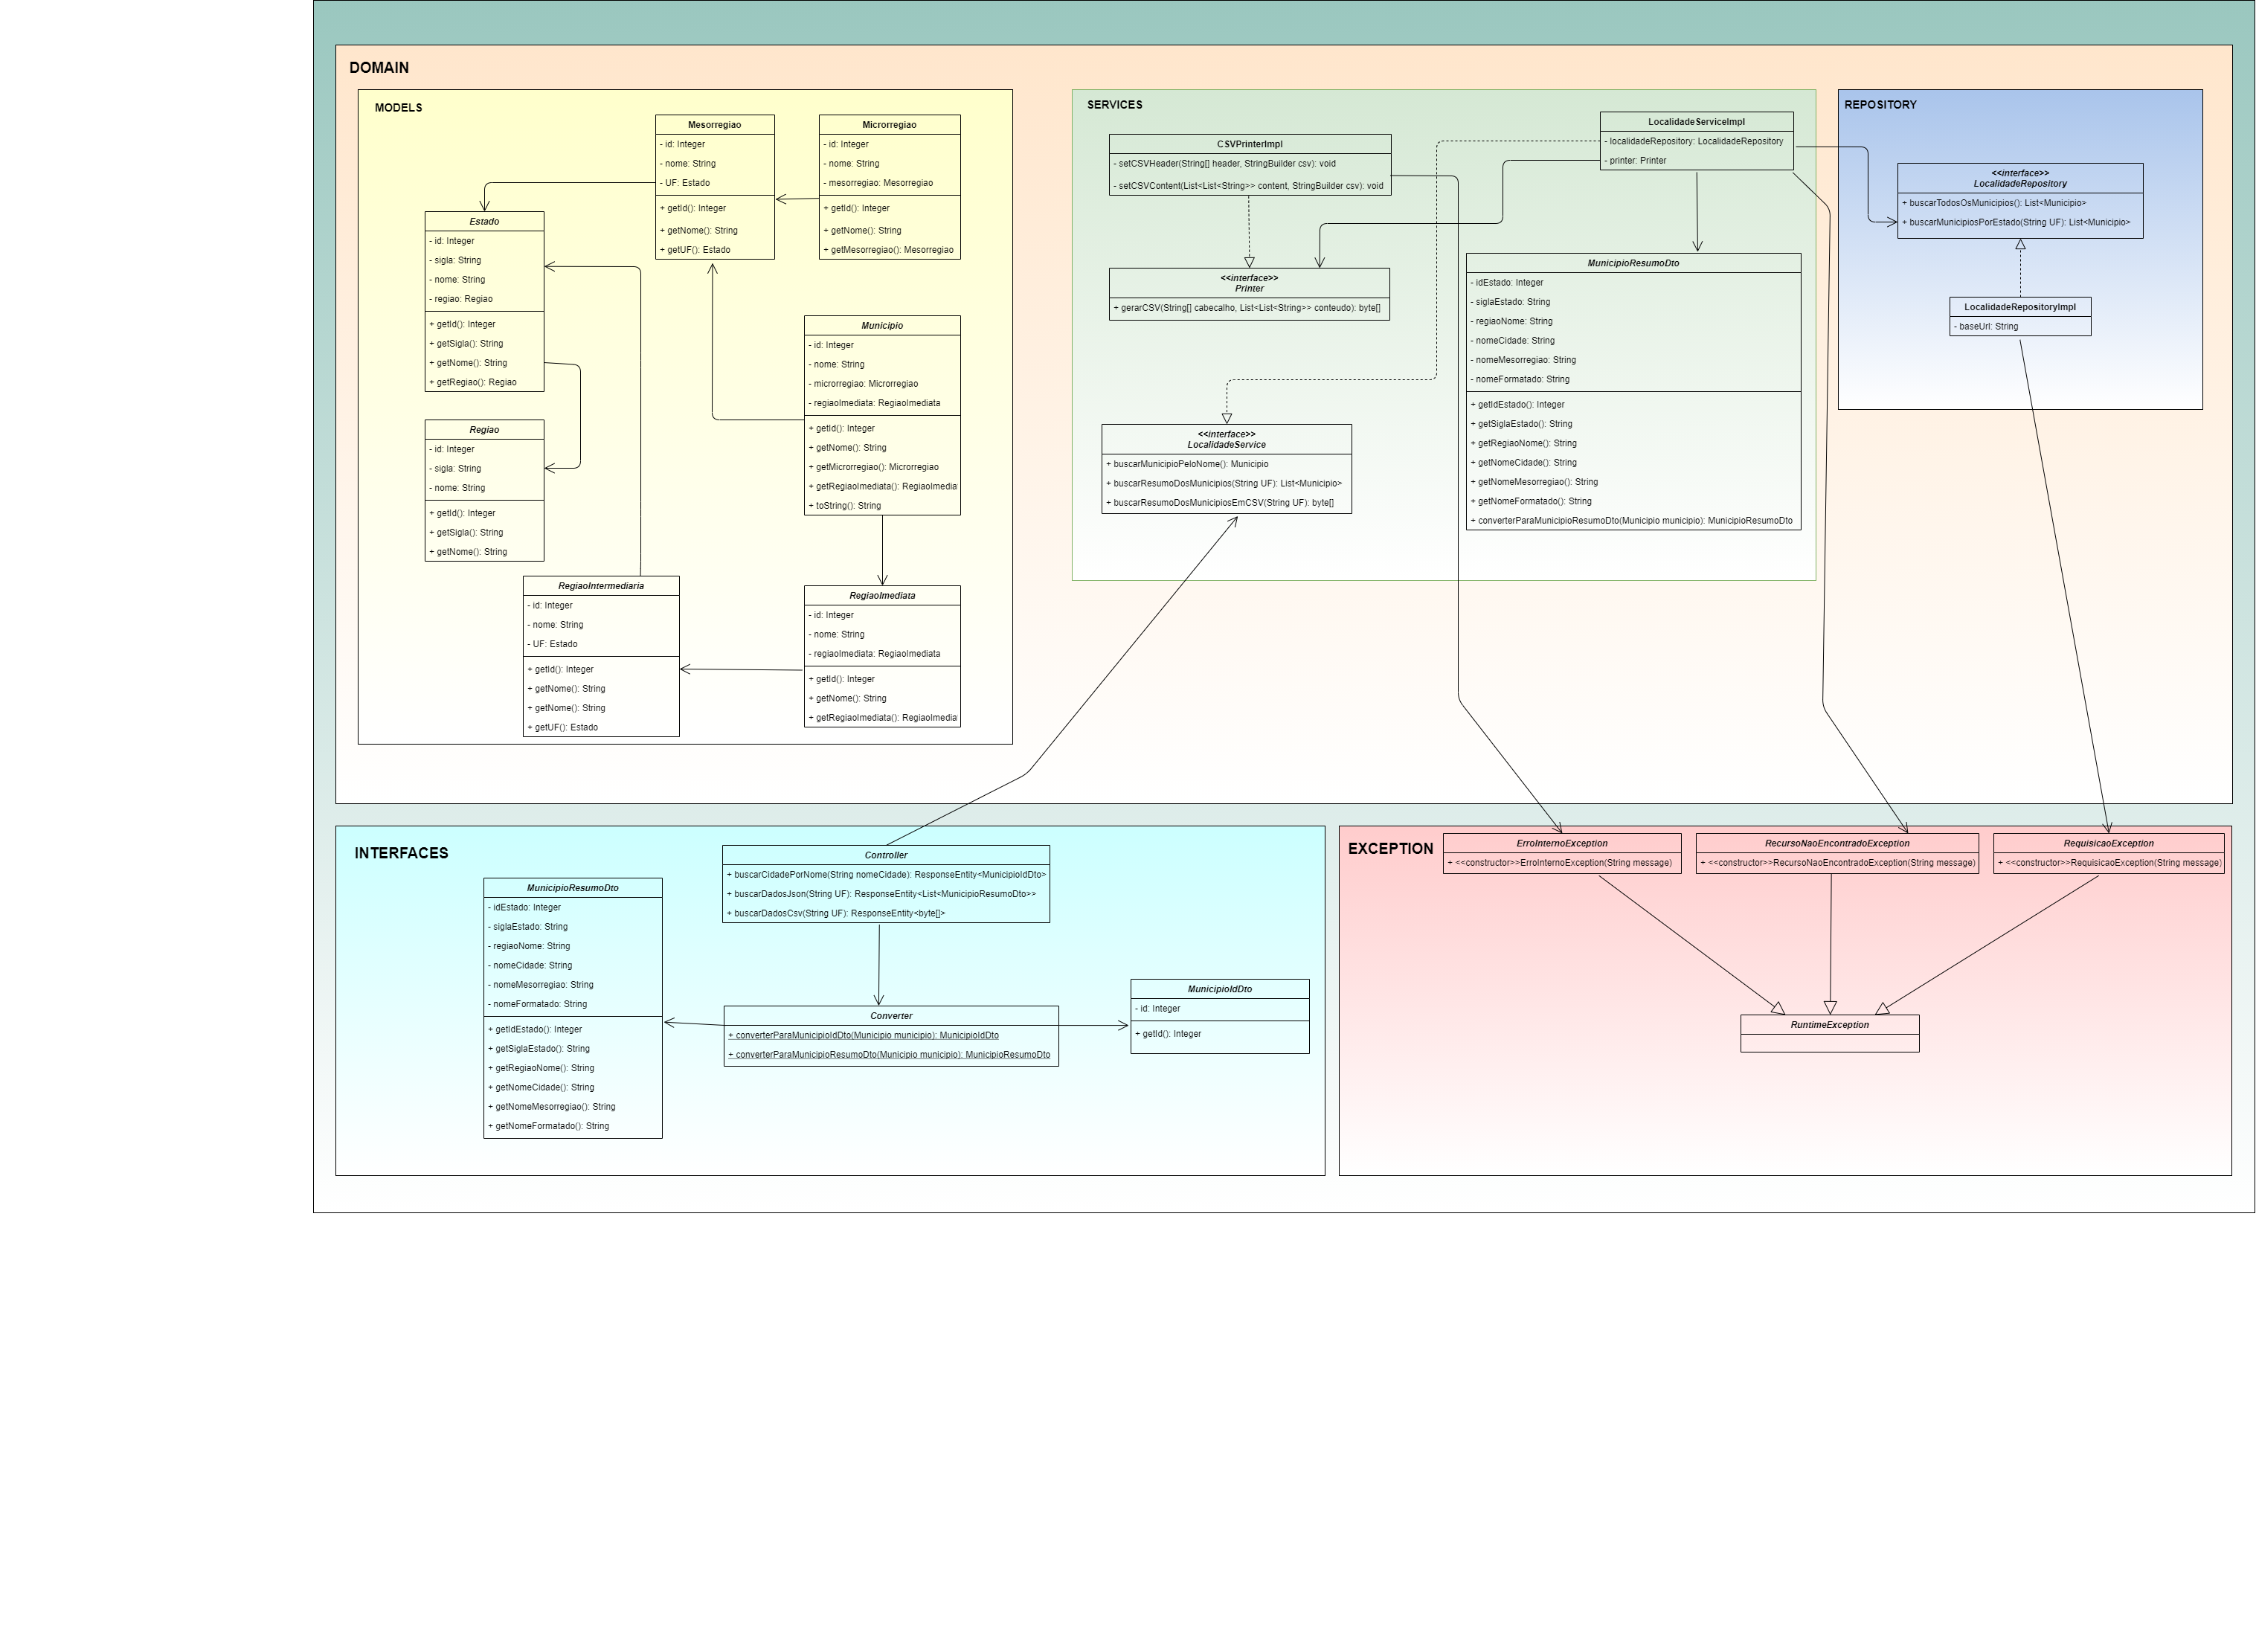 DOMAIN
MODELS
Mesorregiao
- id: Integer
- nome: String
- UF: Estado
+ getId(): Integer
+ getNome(): String
+ getUF(): Estado
Microrregiao
- id: Integer
- nome: String
- mesorregiao: Mesorregiao
+ getId(): Integer
+ getNome(): String
+ getMesorregiao(): Mesorregiao
Estado
- id: Integer
- sigla: String
- nome: String
- regiao: Regiao
+ getId(): Integer
+ getSigla(): String
+ getNome(): String
+ getRegiao(): Regiao
Municipio
- id: Integer
- nome: String
- microrregiao: Microrregiao
- regiaoImediata: RegiaoImediata
+ getId(): Integer
+ getNome(): String
+ getMicrorregiao(): Microrregiao
+ getRegiaoImediata(): RegiaoImedia
+ toString(): String
Regiao
- id: Integer
- sigla: String
- nome: String
+ getId(): Integer
+ getSigla(): String
+ getNome(): String
RegiaoIntermediaria
- id: Integer
- nome: String
- UF: Estado
+ getId(): Integer
+ getNome(): String
+ getNome(): String
+ getUF(): Estado
RegiaoImediata
- id: Integer
- nome: String
- regiaoImediata: RegiaoImediata
+ getId(): Integer
+ getNome(): String
+ getRegiaoImediata(): RegiaoImedia
SERVICES
CSVPrinterImpl
- setCSVHeader(String[] header, StringBuilder csv): void
- setCSVContent(List<List<String>> content, StringBuilder csv): void
LocalidadeServiceImpl
- localidadeRepository: LocalidadeRepository
- printer: Printer
<<interface>>
Printer
+ gerarCSV(String[] cabecalho, List<List<String>> conteudo): byte[]
MunicipioResumoDto
- idEstado: Integer
- siglaEstado: String
- regiaoNome: String
- nomeCidade: String
- nomeMesorregiao: String
- nomeFormatado: String
+ getIdEstado(): Integer
+ getSiglaEstado(): String
+ getRegiaoNome(): String
+ getNomeCidade(): String
+ getNomeMesorregiao(): String
+ getNomeFormatado(): String
+ converterParaMunicipioResumoDto(Municipio municipio): MunicipioResumoDto
<<interface>>
LocalidadeService
+ buscarMunicipioPeloNome(): Municipio
+ buscarResumoDosMunicipios(String UF): List<Municipio>
+ buscarResumoDosMunicipiosEmCSV(String UF): byte[]
REPOSITORY
<<interface>>
LocalidadeRepository
+ buscarTodosOsMunicipios(): List<Municipio>
+ buscarMunicipiosPorEstado(String UF): List<Municipio>
LocalidadeRepositoryImpl
- baseUrl: String
INTERFACES
Controller
+ buscarCidadePorNome(String nomeCidade): ResponseEntity<MunicipioIdDto>
+ buscarDadosJson(String UF): ResponseEntity<List<MunicipioResumoDto>>
+ buscarDadosCsv(String UF): ResponseEntity<byte[]>
MunicipioResumoDto
- idEstado: Integer
- siglaEstado: String
- regiaoNome: String
- nomeCidade: String
- nomeMesorregiao: String
- nomeFormatado: String
+ getIdEstado(): Integer
+ getSiglaEstado(): String
+ getRegiaoNome(): String
+ getNomeCidade(): String
+ getNomeMesorregiao(): String
+ getNomeFormatado(): String
Converter
+ converterParaMunicipioIdDto(Municipio municipio): MunicipioIdDto
+ converterParaMunicipioResumoDto(Municipio municipio): MunicipioResumoDto
MunicipioIdDto
- id: Integer
+ getId(): Integer
EXCEPTION
ErroInternoException
+ <<constructor>>ErroInternoException(String message)
RecursoNaoEncontradoException
+ <<constructor>>RecursoNaoEncontradoException(String message)
RequisicaoException
+ <<constructor>>RequisicaoException(String message)
RuntimeException